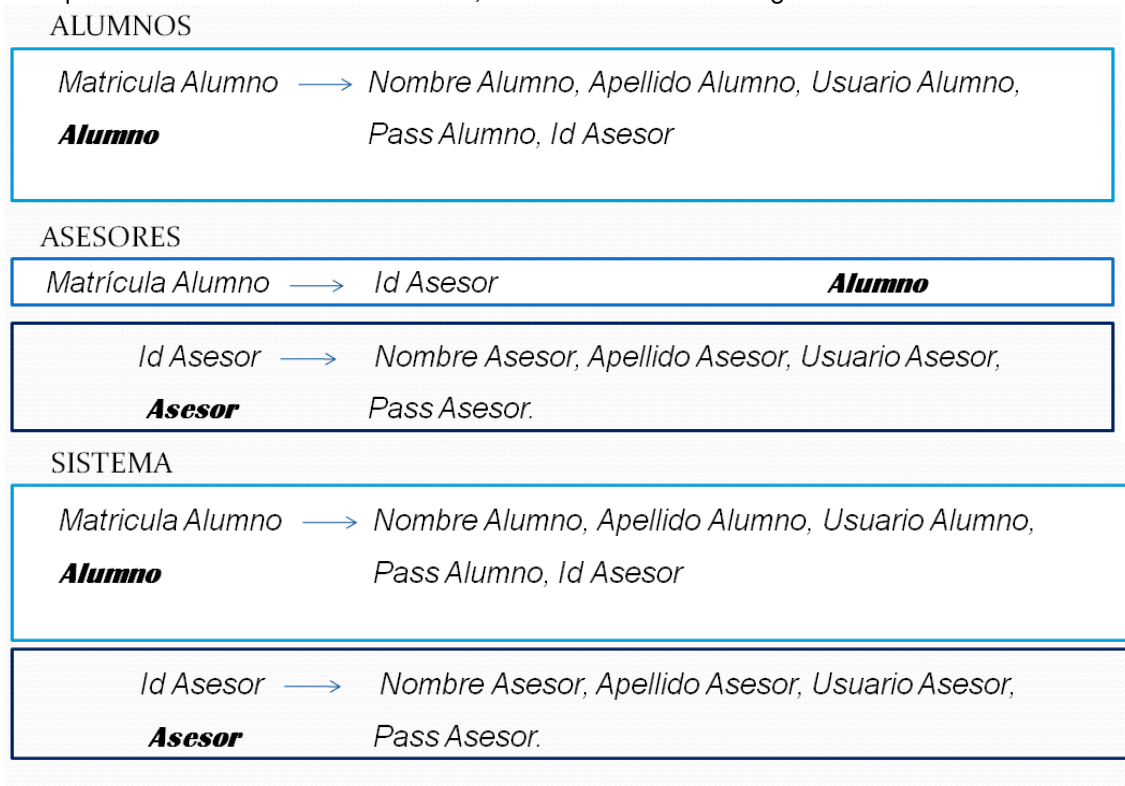 ALUMNOS
Matricula Alumno → Nombre Alumno, Apellido Alumno, Usuario Alumno,
Alumno Pass Alumno, Id Asesor
ASESORES
Matrícula Alumno → Id Asesor Alumno
Id Asesor → Nombre Asesor, Apellido Asesor, Usuario Asesor,
Asesor Pass Asesor.
SISTEMA
Matricula Alumno → Nombre Alumno, Apellido Alumno, Usuario Alumno,
Alumno Pass Alumno, Id Asesor
Id Asesor → Nombre Asesor, Apellido Asesor, Usuario Asesor,
Asesor Pass Asesor.